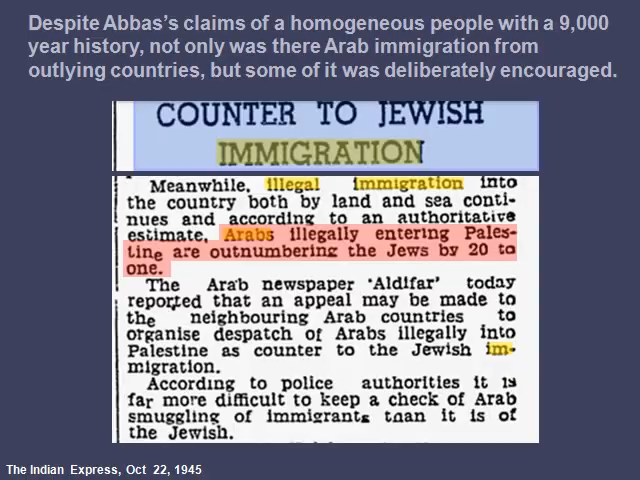 Despite Abbas’s claims of a homogeneous people with a 9,000
year history, not only was there Arab immigration from
outlying countries, but some of it was deliberately encouraged.
COUNTER TO JEWISH
IMMIGRATION
Meanwhile, illegal immigration into
the country both by land and sea conti-
nues and according to an authoritative
estimate, Arabs illegally entering Pales-
tine are outnumbering the Jews by 20 to
one.
The Arab newspaper 'Aldifar' today
reported that an appeal may be made to
the neighbouring Arab countries to
organise despatch of Arabs illegally into
Palestine as counter to the Jewish im-
migration.
According to police authorities it is
far more difficult to keep a check of Arab
smuggling of immigrants than it is of
the Jewish.
The Indian Express, Oct 22, 1945